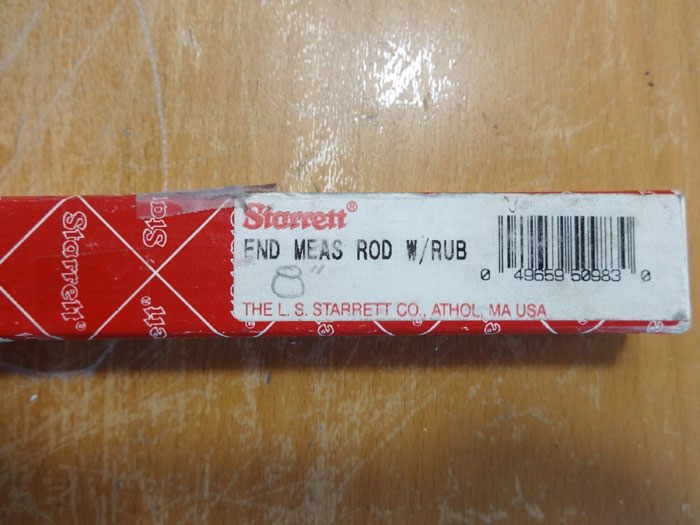 Starrett®
END MEAS ROD W/RUB
8"
THE L. S. STARRETT CO., ATHOL, MA USA
0 49659 50983 0
Starrett®
Starrett®